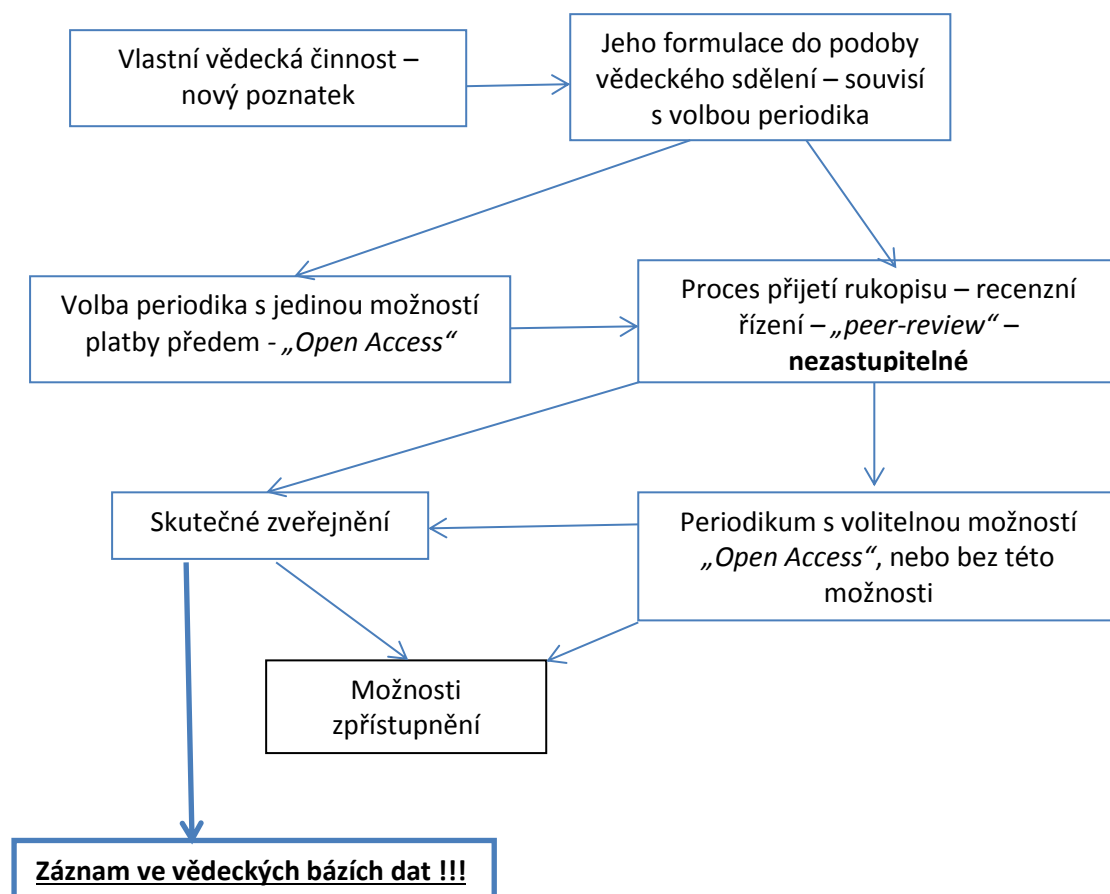 Vlastní vědecká činnost –
nový poznatek
Jeho formulace do podoby
vědeckého sdělení – souvisí
s volbou periodika
Volba periodika s jedinou možností
platby předem - „Open Access“
Proces přijetí rukopisu – recenzní
řízení – „peer-review“ –
nezastupitelné
Skutečné zveřejnění
Periodikum s volitelnou možností
„Open Access“, nebo bez této
možnosti
Možnosti
zpřístupnění
Záznam ve vědeckých bázích dat !!!